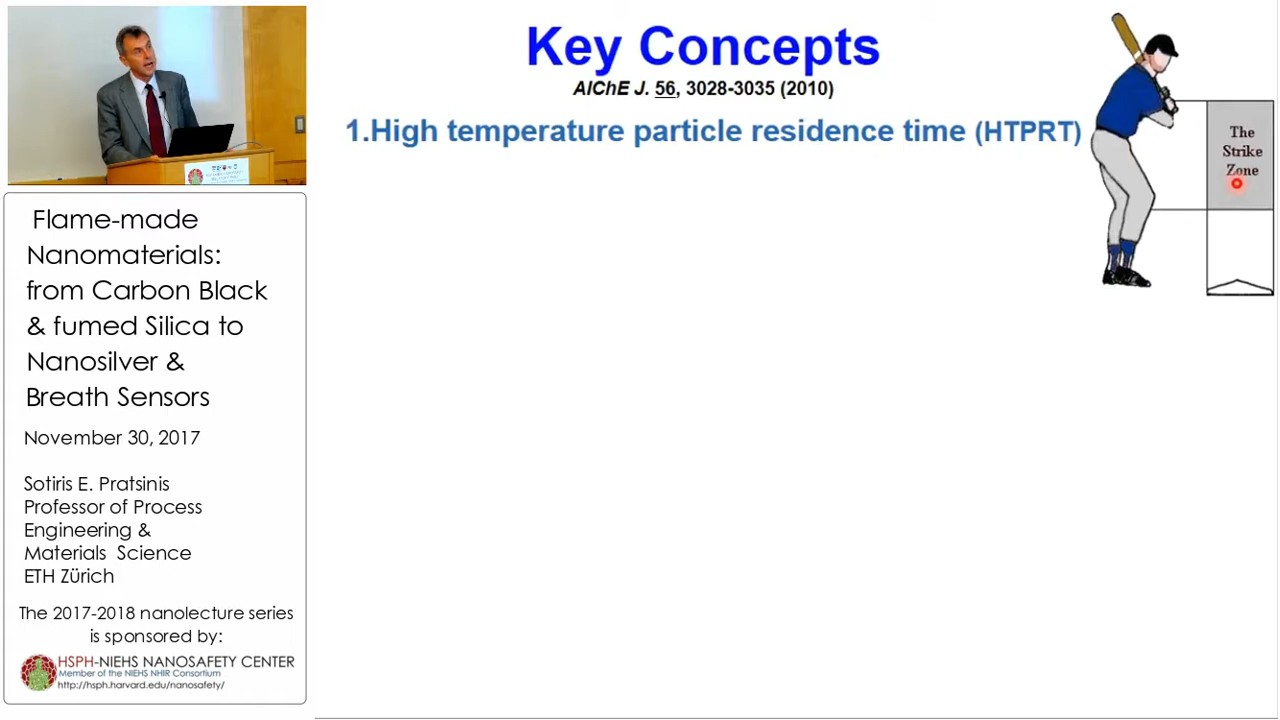 Key Concepts
AIChE J. 56, 3028-3035 (2010)
1.High temperature particle residence time (HTPRT)
The
Strike
Zone
Flame-made
Nanomaterials:
from Carbon Black
& fumed Silica to
Nanosilver &
Breath Sensors
November 30, 2017
Sotiris E. Pratsinis
Professor of Process
Engineering &
Materials Science
ETH Zürich
The 2017-2018 nanolecture series
is sponsored by:
HSPH-NIEHS NANOSAFETY CENTER
Member of the NIEHS NHIR Consortium
http://hsph.harvard.edu/nanosafety/